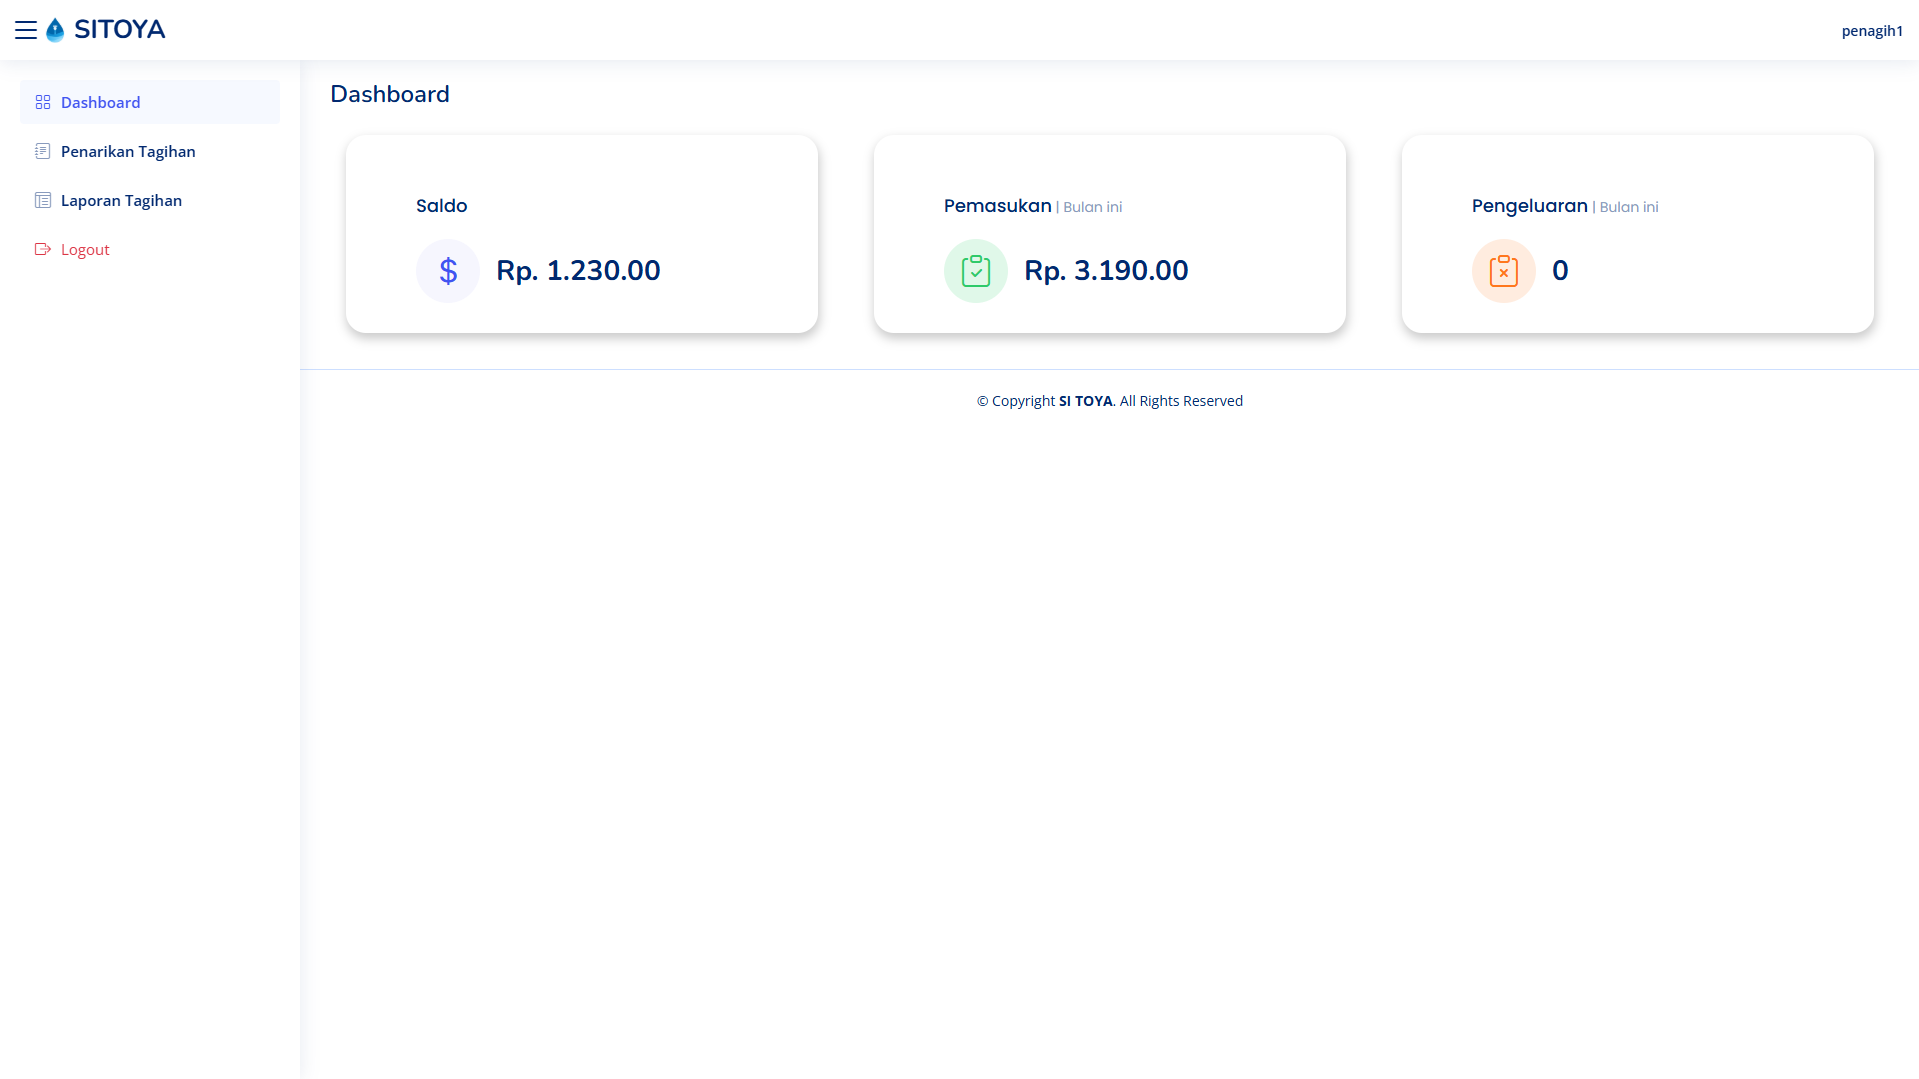 SITOYA
penagih1
Dashboard
Penarikan Tagihan
Laporan Tagihan
Logout
Dashboard
Saldo
$ Rp. 1.230.00
Pemasukan | Bulan ini
Rp. 3.190.00
Pengeluaran | Bulan ini
0
© Copyright SI TOYA. All Rights Reserved